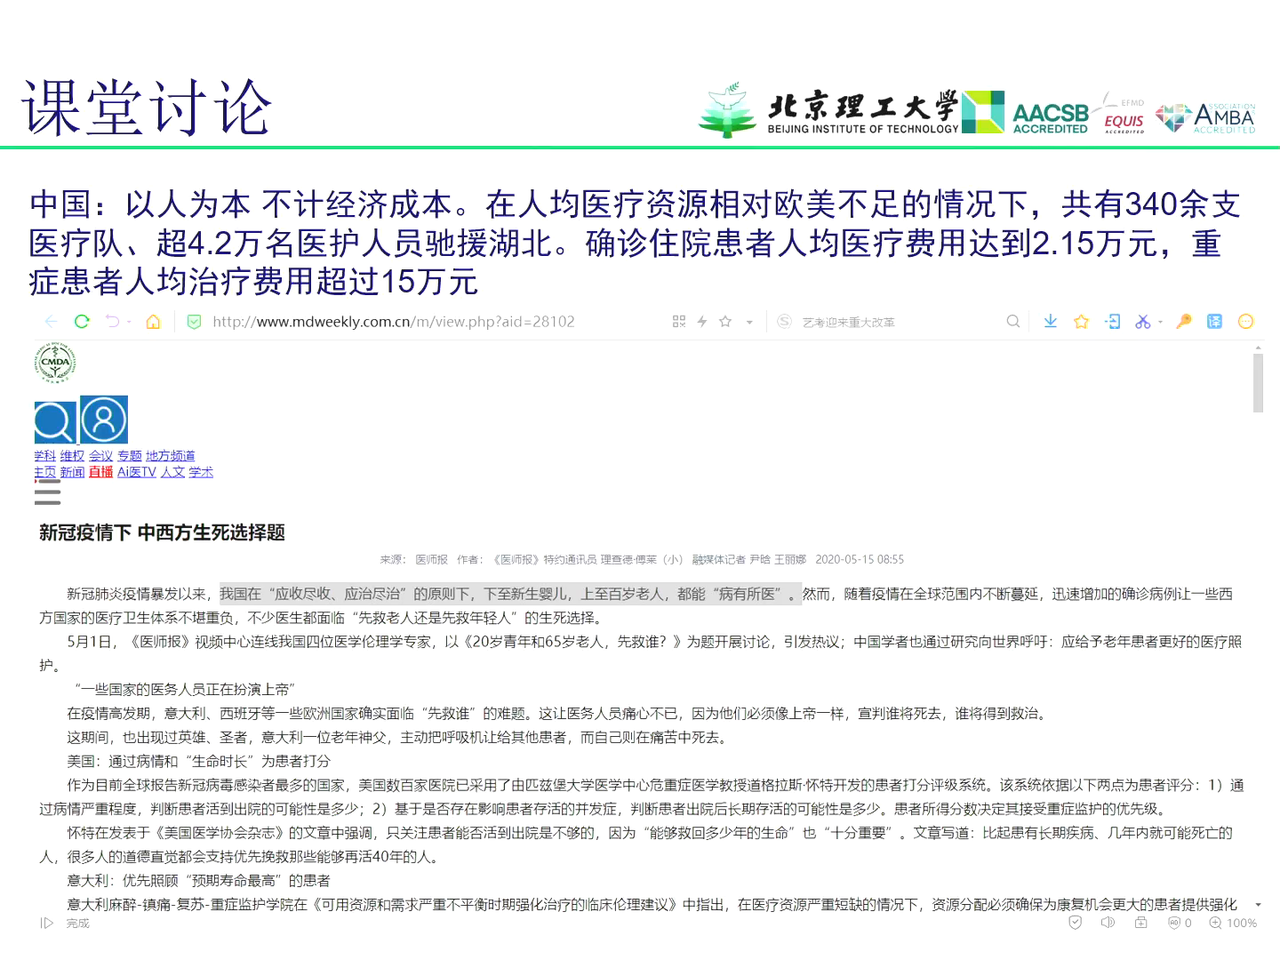 课堂讨论
北京理工大学
BEIJING INSTITUTE OF TECHNOLOGY
AACSB
ACCREDITED
EFMD
EQUIS
ACCREDITED
ASSOCIATION
AMBA
ACCREDITED
中国：以人为本 不计经济成本。在人均医疗资源相对欧美不足的情况下，共有340余支
医疗队、超4.2万名医护人员驰援湖北。确诊住院患者人均医疗费用达到2.15万元，重
症患者人均治疗费用超过15万元
http://www.mdweekly.com.cn/m/view.php?aid=28102
艺考迎来重大改革
CMDA
学科 维权 会议 专题 地方频道
主页 新闻 直播 Ai医TV 人文 学术
新冠疫情下 中西方生死选择题
来源： 医师报 作者：《医师报》特约通讯员 理查德·傅莱（小） 融媒体记者 尹晗 王丽娜 2020-05-15 08:55
新冠肺炎疫情暴发以来，我国在“应收尽收、应治尽治”的原则下，下至新生婴儿，上至百岁老人，都能“病有所医”。然而，随着疫情在全球范围内不断蔓延，迅速增加的确诊病例让一些西
方国家的医疗卫生体系不堪重负，不少医生都面临“先救老人还是先救年轻人”的生死选择。
5月1日，《医师报》视频中心连线我国四位医学伦理学专家，以《20岁青年和65岁老人，先救谁？》为题开展讨论，引发热议；中国学者也通过研究向世界呼吁：应给予老年患者更好的医疗照
护。
“一些国家的医务人员正在扮演上帝”
在疫情高发期，意大利、西班牙等一些欧洲国家确实面临“先救谁”的难题。这让医务人员痛心不已，因为他们必须像上帝一样，宣判谁将死去，谁将得到救治。
这期间，也出现过英雄、圣者，意大利一位老年神父，主动把呼吸机让给其他患者，而自己则在痛苦中死去。
美国：通过病情和“生命时长”为患者打分
作为目前全球报告新冠病毒感染者最多的国家，美国数百家医院已采用了由匹兹堡大学医学中心危重症医学教授道格拉斯·怀特开发的患者打分评级系统。该系统依据以下两点为患者评分：1）通
过病情严重程度，判断患者活到出院的可能性是多少；2）基于是否存在影响患者存活的并发症，判断患者出院后长期存活的可能性是多少。患者所得分数决定其接受重症监护的优先级。
怀特在发表于《美国医学协会杂志》的文章中强调，只关注患者能否活到出院是不够的，因为“能够救回多少年的生命”也“十分重要”。文章写道：比起患有长期疾病、几年内就可能死亡的
人，很多人的道德直觉都会支持优先挽救那些能够再活40年的人。
意大利：优先照顾“预期寿命最高”的患者
意大利麻醉-镇痛-复苏-重症监护学院在《可用资源和需求严重不平衡时期强化治疗的临床伦理建议》中指出，在医疗资源严重短缺的情况下，资源分配必须确保为康复机会更大的患者提供强化
完成
0
100%